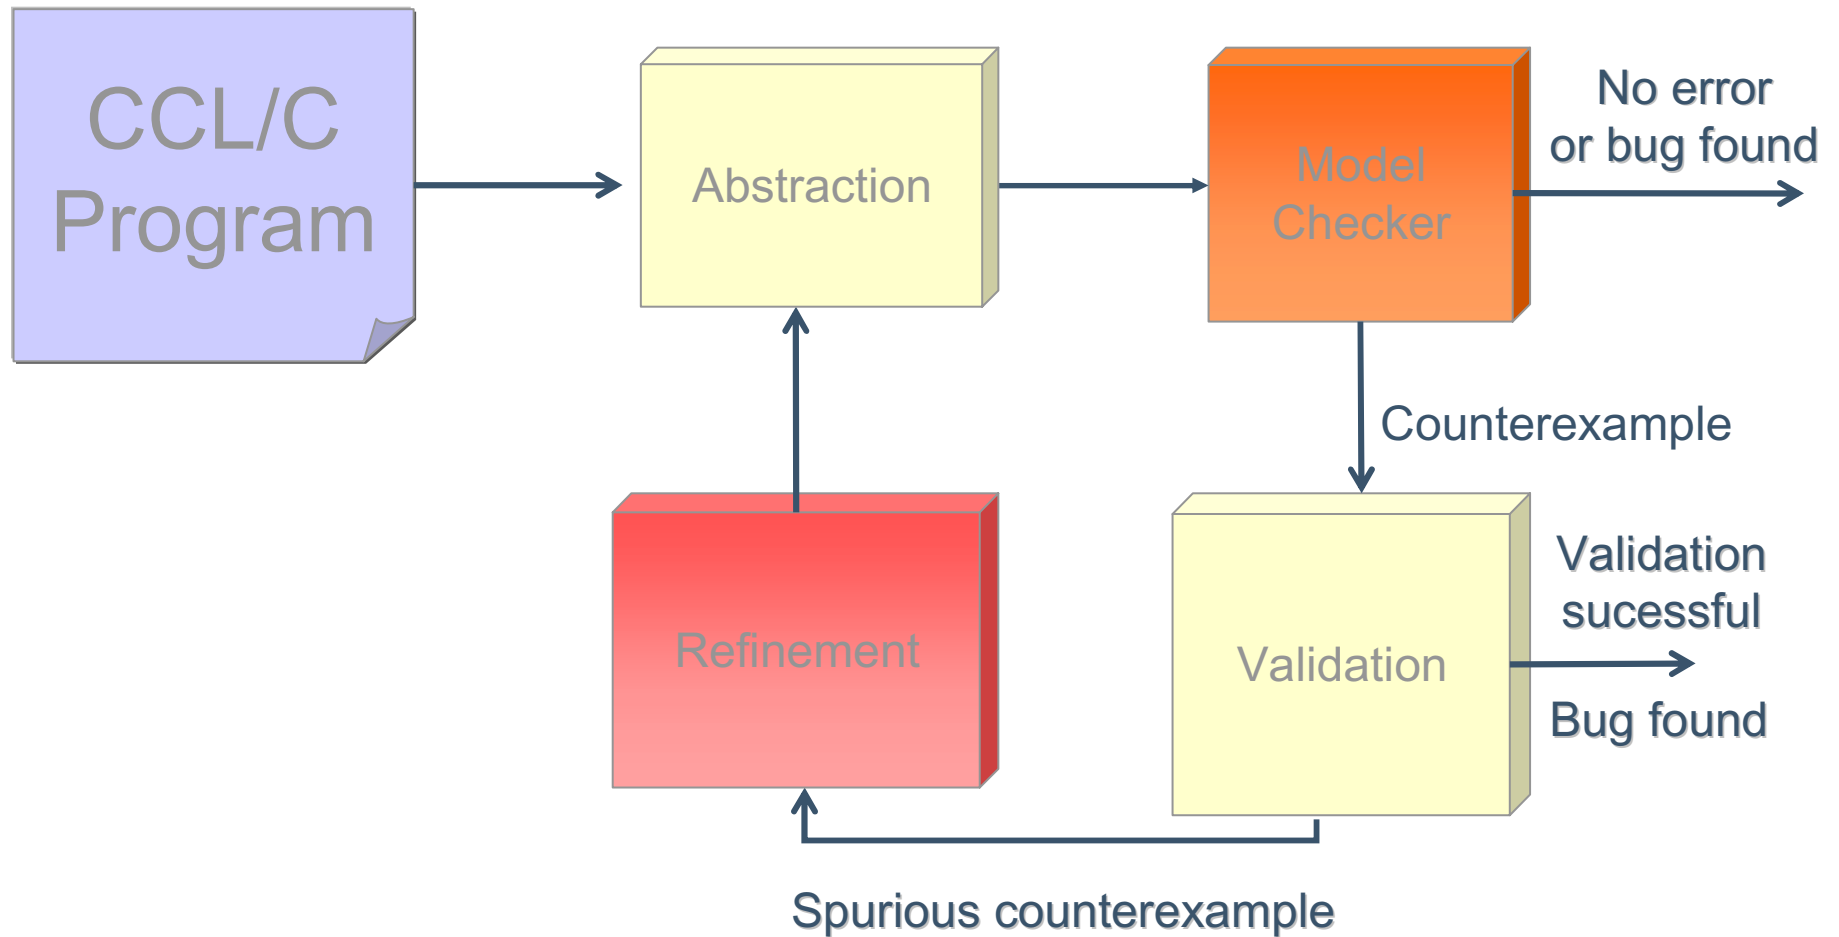 CCL/C
Program
Abstraction
Model
Checker
No error
or bug found
Counterexample
Refinement
Validation
Validation
sucessful
Bug found
Spurious counterexample